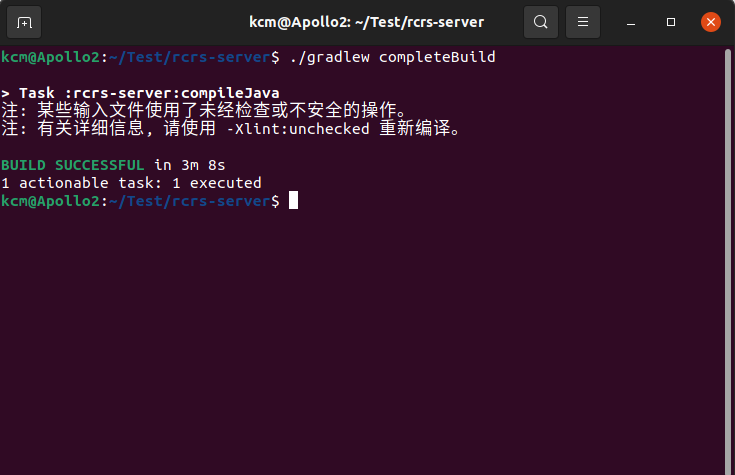 kcm@Apollo2: ~/Test/rcrs-server
kcm@Apollo2:~/Test/rcrs-server$ ./gradlew completeBuild
> Task :rcrs-server:compileJava
注: 某些输入文件使用了未经检查或不安全的操作。
注: 有关详细信息, 请使用 -Xlint:unchecked 重新编译。
BUILD SUCCESSFUL in 3m 8s
1 actionable task: 1 executed
kcm@Apollo2:~/Test/rcrs-server$